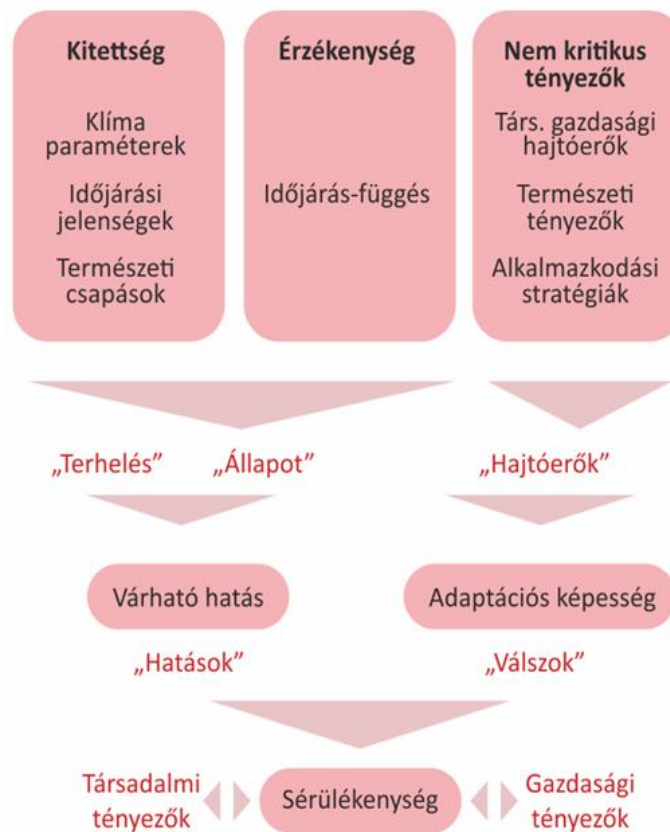 Kitettség
Klíma
paraméterek
Időjárási
jelenségek
Természeti
csapások
Érzékenység
Időjárás-függés
Nem kritikus
tényezők
Társ. gazdasági
hajtóerők
Természeti
tényezők
Alkalmazkodási
stratégiák
„Terhelés”
„Állapot”
„Hajtóerők”
Várható hatás
Adaptációs képesség
„Hatások”
„Válszok”
Társadalmi
tényezők
Sérülékenység
Gazdasági
tényezők